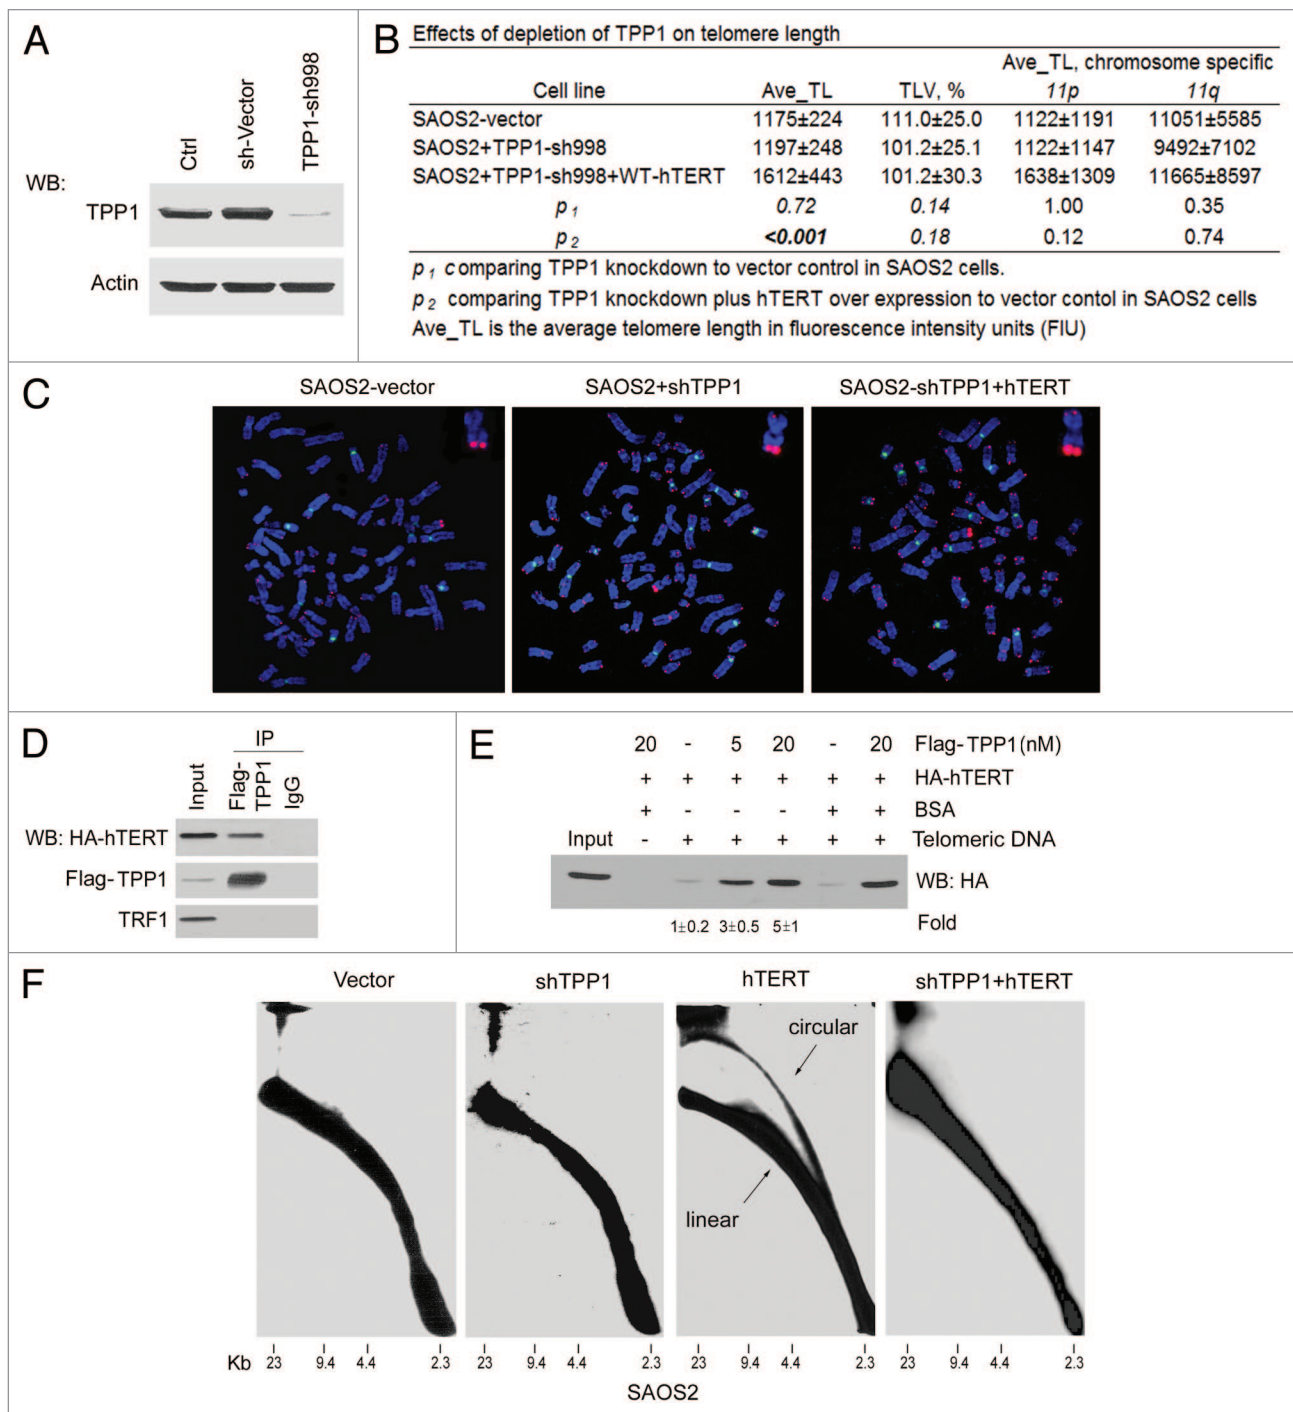 A
Ctrl
sh-Vector
TPP1-sh998
WB:
TPP1
Actin
B
Effects of depletion of TPP1 on telomere length
Ave_TL, chromosome specific
Cell line Ave_TL TLV, % 11p 11q
SAOS2-vector 1175±224 111.0±25.0 1122±1191 11051±5585
SAOS2+TPP1-sh998 1197±248 101.2±25.1 1122±1147 9492±7102
SAOS2+TPP1-sh998+WT-hTERT 1612±443 101.2±30.3 1638±1309 11665±8597
p 1 0.72 0.14 1.00 0.35
p 2 <0.001 0.18 0.12 0.74
p 1 comparing TPP1 knockdown to vector control in SAOS2 cells.
p 2 comparing TPP1 knockdown plus hTERT over expression to vector contol in SAOS2 cells
Ave_TL is the average telomere length in fluorescence intensity units (FIU)
C
SAOS2-vector SAOS2+shTPP1 SAOS2-shTPP1+hTERT
D
IP
Input
Flag-
TPP1
IgG
WB: HA-hTERT
Flag-TPP1
TRF1
E
20 - 5 20 - 20 Flag-TPP1(nM)
+ + + + + + HA-hTERT
+ - - - + + BSA
Input - + + + + + Telomeric DNA
WB: HA
1±0.2 3±0.5 5±1 Fold
F
Vector shTPP1 hTERT shTPP1+hTERT
circular
linear
Kb 23 9.4 4.4 2.3 23 9.4 4.4 2.3 23 9.4 4.4 2.3 23 9.4 4.4 2.3
SAOS2